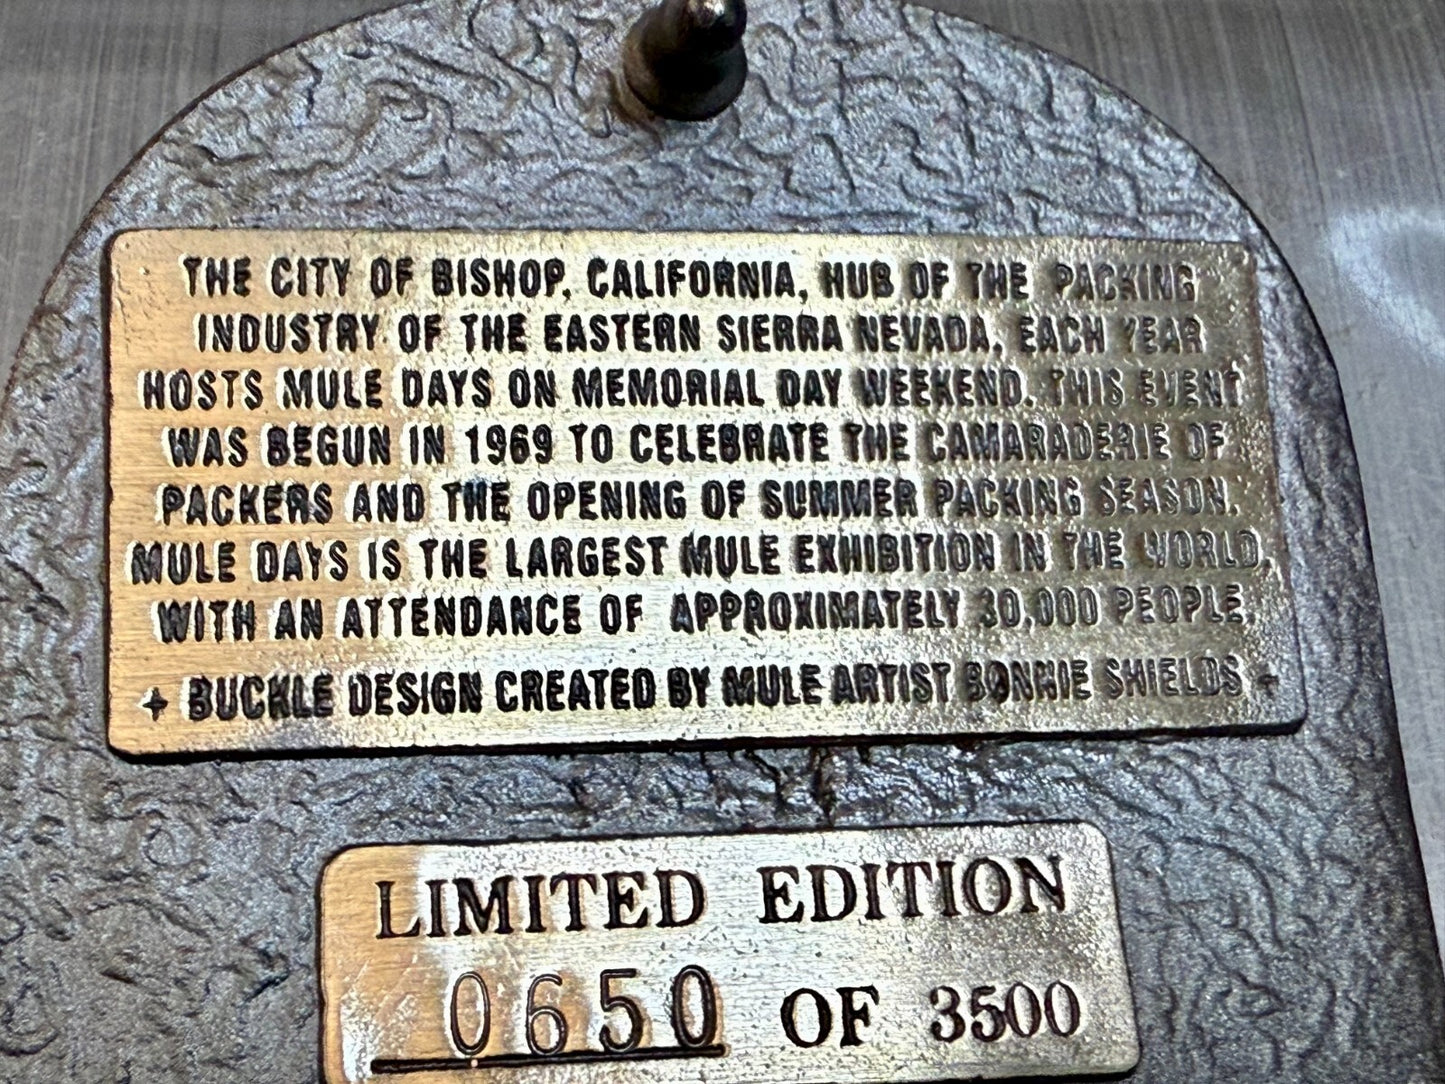 THE CITY OF BISHOP, CALIFORNIA, HUB OF THE PACKING
INDUSTRY OF THE EASTERN SIERRA NEVADA, EACH YEAR
HOSTS MULE DAYS ON MEMORIAL DAY WEEKEND. THIS EVENT
WAS BEGUN IN 1969 TO CELEBRATE THE CAMARADERIE OF
PACKERS AND THE OPENING OF SUMMER PACKING SEASON.
MULE DAYS IS THE LARGEST MULE EXHIBITION IN THE WORLD,
WITH AN ATTENDANCE OF APPROXIMATELY 30,000 PEOPLE.
+ BUCKLE DESIGN CREATED BY MULE ARTIST BONNIE SHIELDS +
LIMITED EDITION
0650 OF 3500